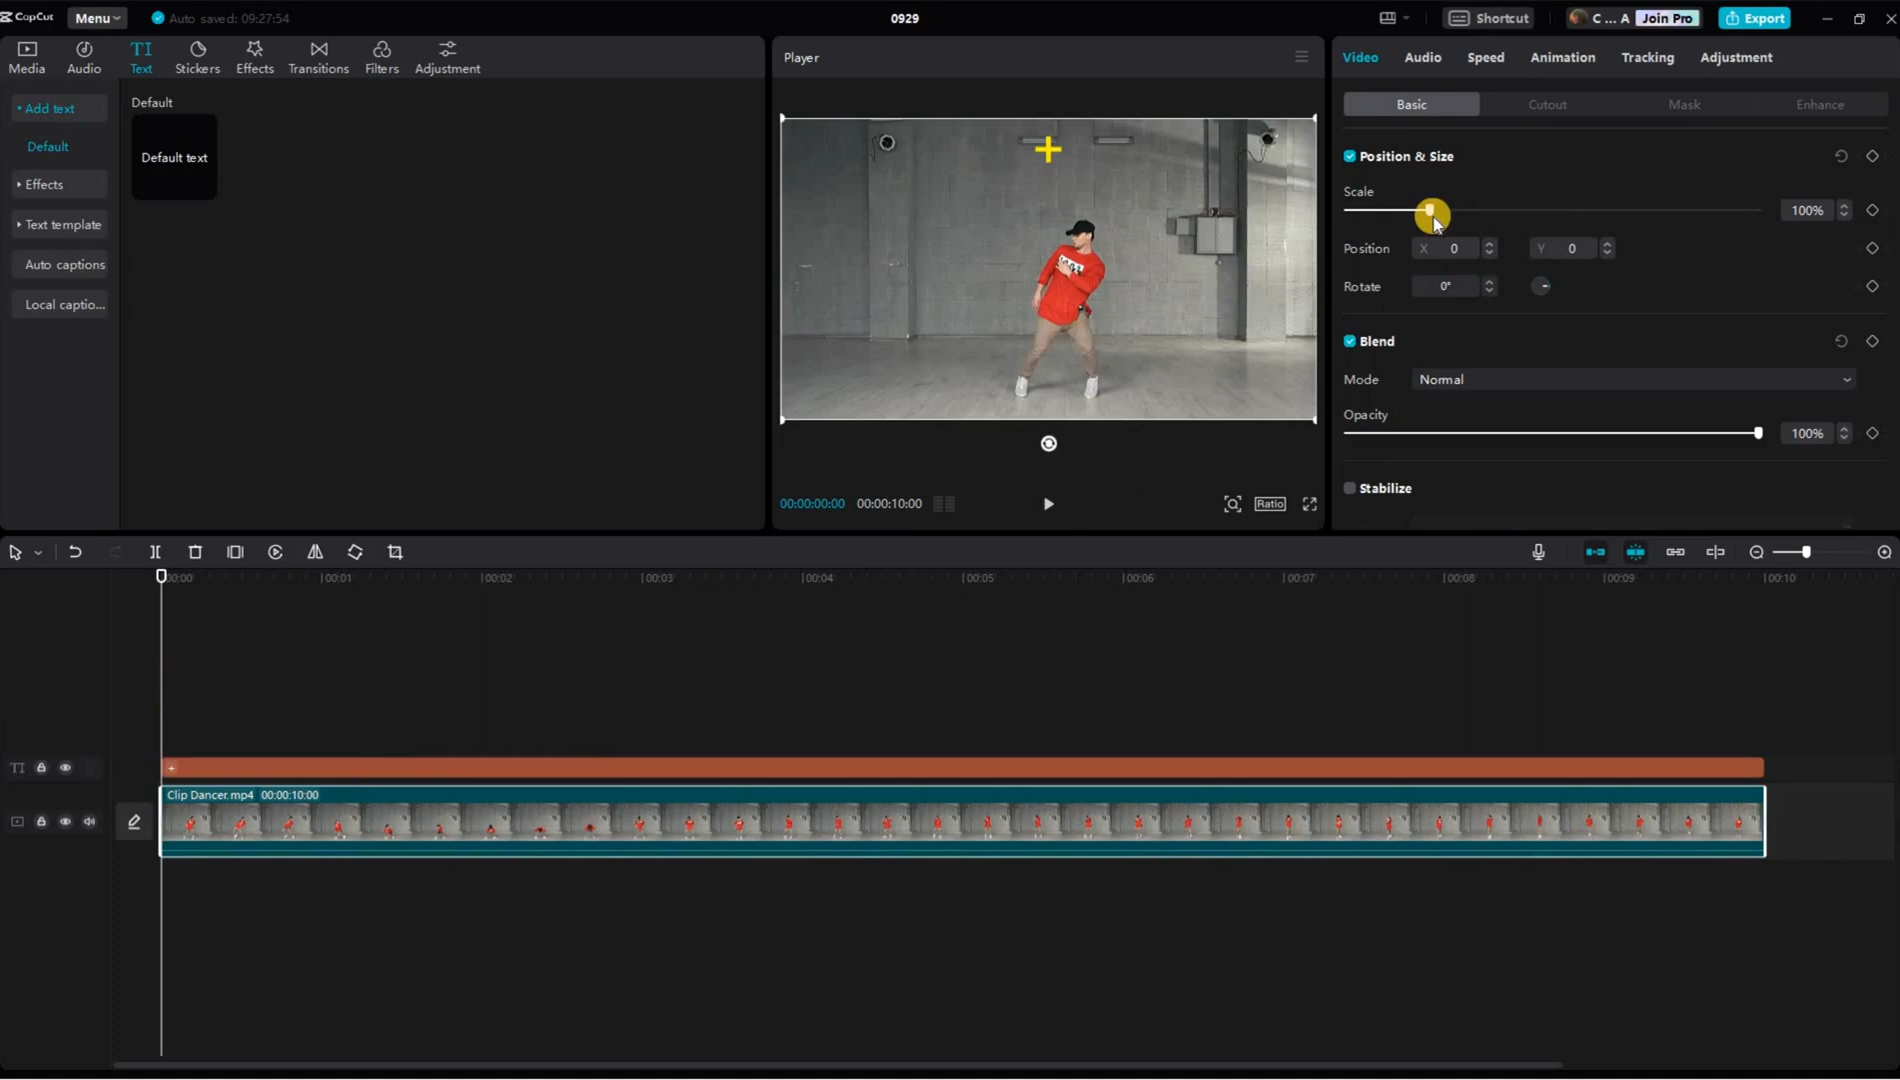 CapCut Menu Auto saved: 09:27:54 0929 Shortcut C ... A Join Pro Export
Media Audio Text Stickers Effects Transitions Filters Adjustment
TI
Add text
Default
Effects
Text template
Auto captions
Local captio...
Default
Default text
Player
00:00:00:00 00:00:10:00 Ratio
Video Audio Speed Animation Tracking Adjustment
Basic Cutout Mask Enhance
Position & Size
Scale
100%
Position X 0 Y 0
Rotate 0°
Blend
Mode Normal
Opacity
100%
Stabilize
00:00 00:01 00:02 00:03 00:04 00:05 00:06 00:07 00:08 00:09 00:10
TI +
Clip Dancer.mp4 00:00:10:00